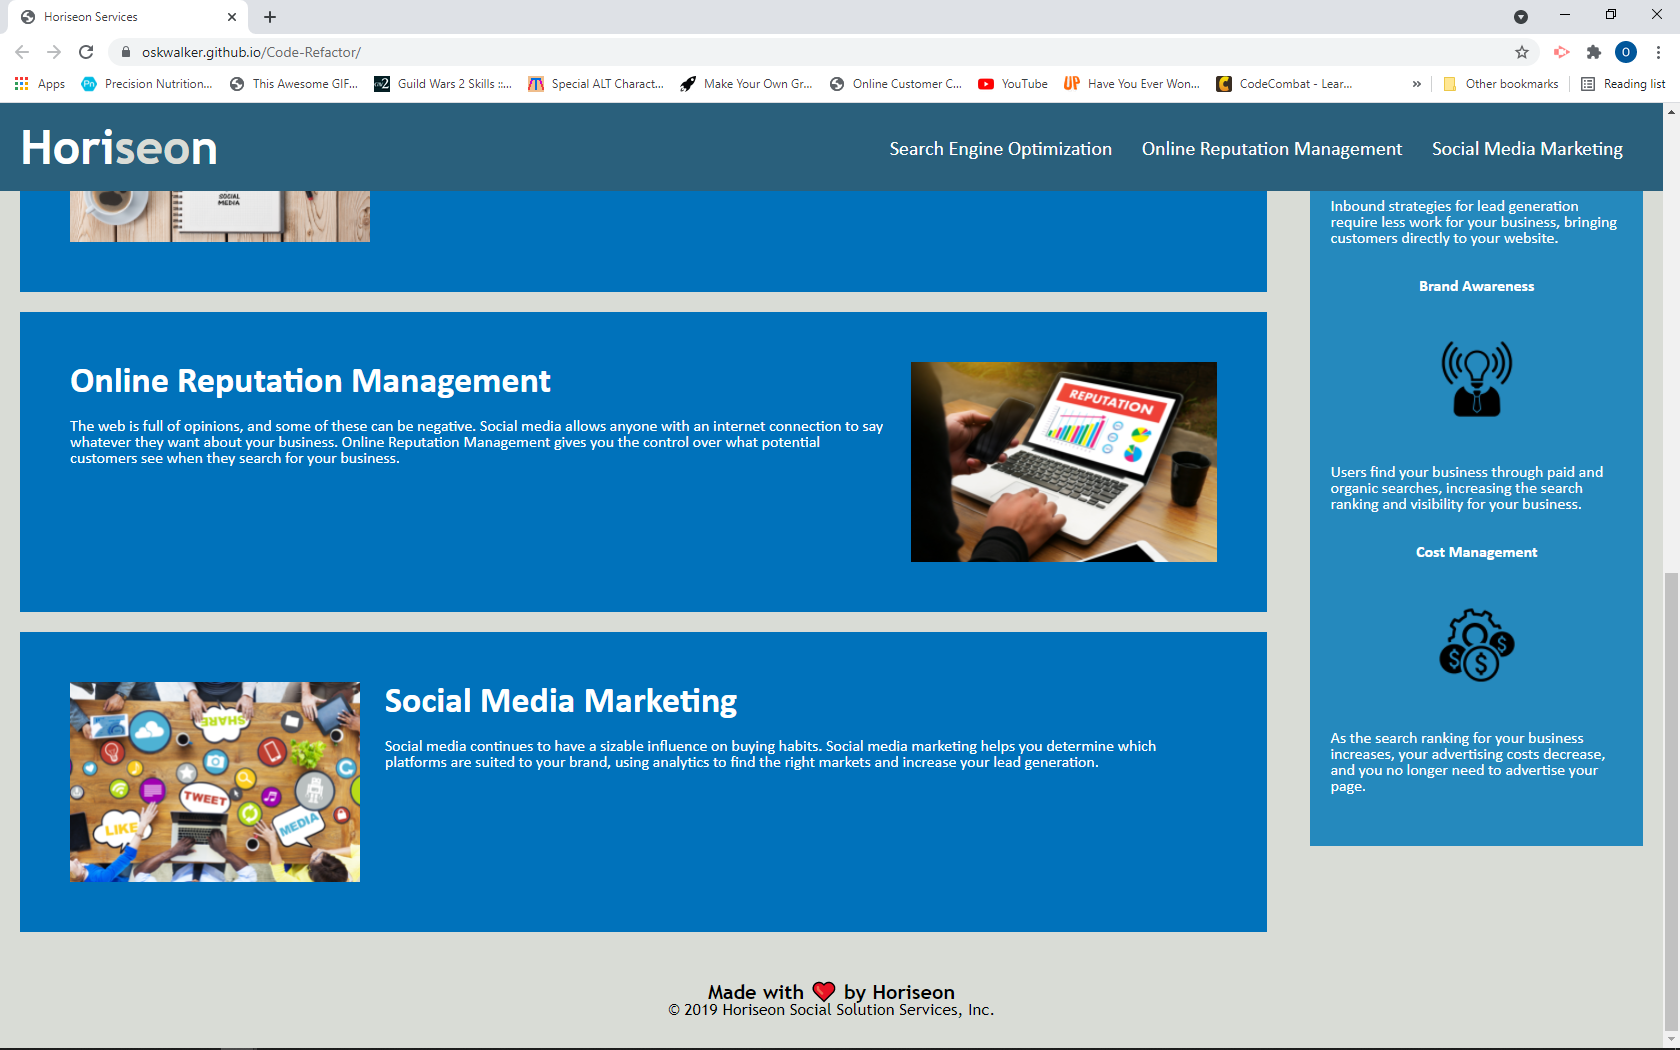 Horiseon Services
oskwalker.github.io/Code-Refactor/
O
Apps
Precision Nutrition...
This Awesome GIF...
Guild Wars 2 Skills ::...
Special ALT Charact...
Make Your Own Gr...
Online Customer C...
YouTube
Have You Ever Won...
CodeCombat - Lear...
»
Other bookmarks
Reading list
Horiseon
Search Engine Optimization
Online Reputation Management
Social Media Marketing
SOCIAL
MEDIA
Online Reputation Management
The web is full of opinions, and some of these can be negative. Social media allows anyone with an internet connection to say
whatever they want about your business. Online Reputation Management gives you the control over what potential
customers see when they search for your business.
REPUTATION
SHARE
TWEET
LIKE
MEDIA
Social Media Marketing
Social media continues to have a sizable influence on buying habits. Social media marketing helps you determine which
platforms are suited to your brand, using analytics to find the right markets and increase your lead generation.
Inbound strategies for lead generation
require less work for your business, bringing
customers directly to your website.
Brand Awareness
Users find your business through paid and
organic searches, increasing the search
ranking and visibility for your business.
Cost Management
$ $ $
As the search ranking for your business
increases, your advertising costs decrease,
and you no longer need to advertise your
page.
Made with ❤️ by Horiseon
© 2019 Horiseon Social Solution Services, Inc.